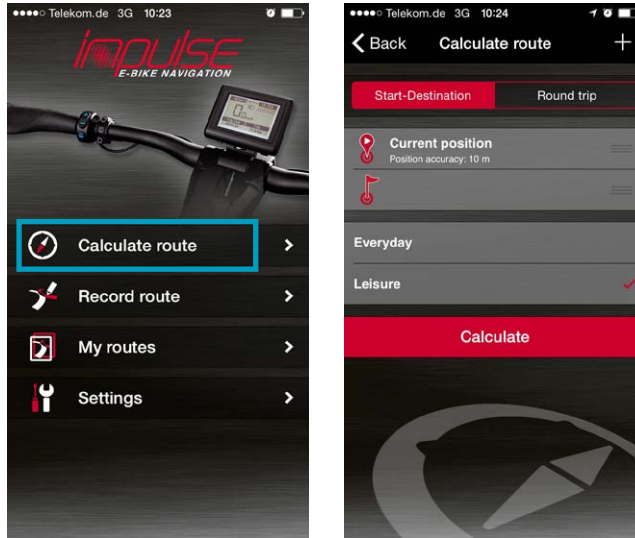 Telekom.de 3G 10:23
impulse
E-BIKE NAVIGATION
Calculate route
Record route
My routes
Settings
Telekom.de 3G 10:24
Back Calculate route +
Start-Destination Round trip
Current position
Position accuracy: 10 m
Everyday
Leisure
Calculate